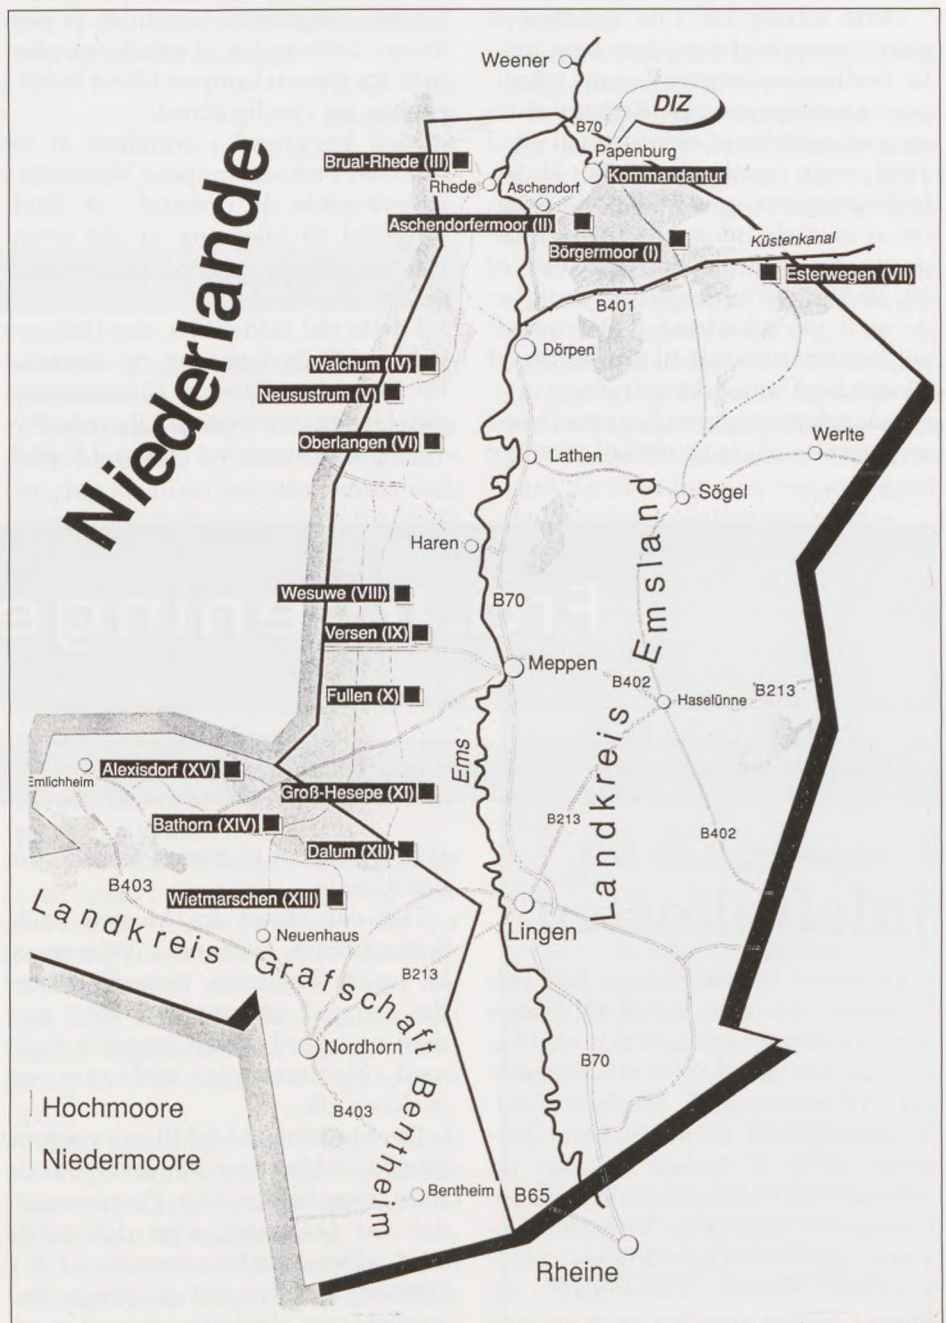 Weener
DIZ
B70
Papenburg
Brual-Rhede (III)
Kommandantur
Rhede
Aschendorf
Aschendorfermoor (II)
Börgermoor (I)
Küstenkanal
Esterwegen (VII)
B401
Niederlande
Dörpen
Walchum (IV)
Neusustrum (V)
Oberlangen (VI)
Werlte
Lathen
Sögel
Haren
Wesuwe (VIII)
B70
Versen (IX)
Meppen
B402
B213
Haselünne
Fullen (X)
Landkreis Emsland
Ems
Alexisdorf (XV)
Emlichheim
Groß-Hesepe (XI)
Bathorn (XIV)
B213
B402
Dalum (XII)
B403
Wietmarschen (XIII)
Lingen
Neuenhaus
Landkreis Grafschaft Bentheim
B213
Nordhorn
B70
Hochmoore
B403
Niedermoore
Bentheim
B65
Rheine